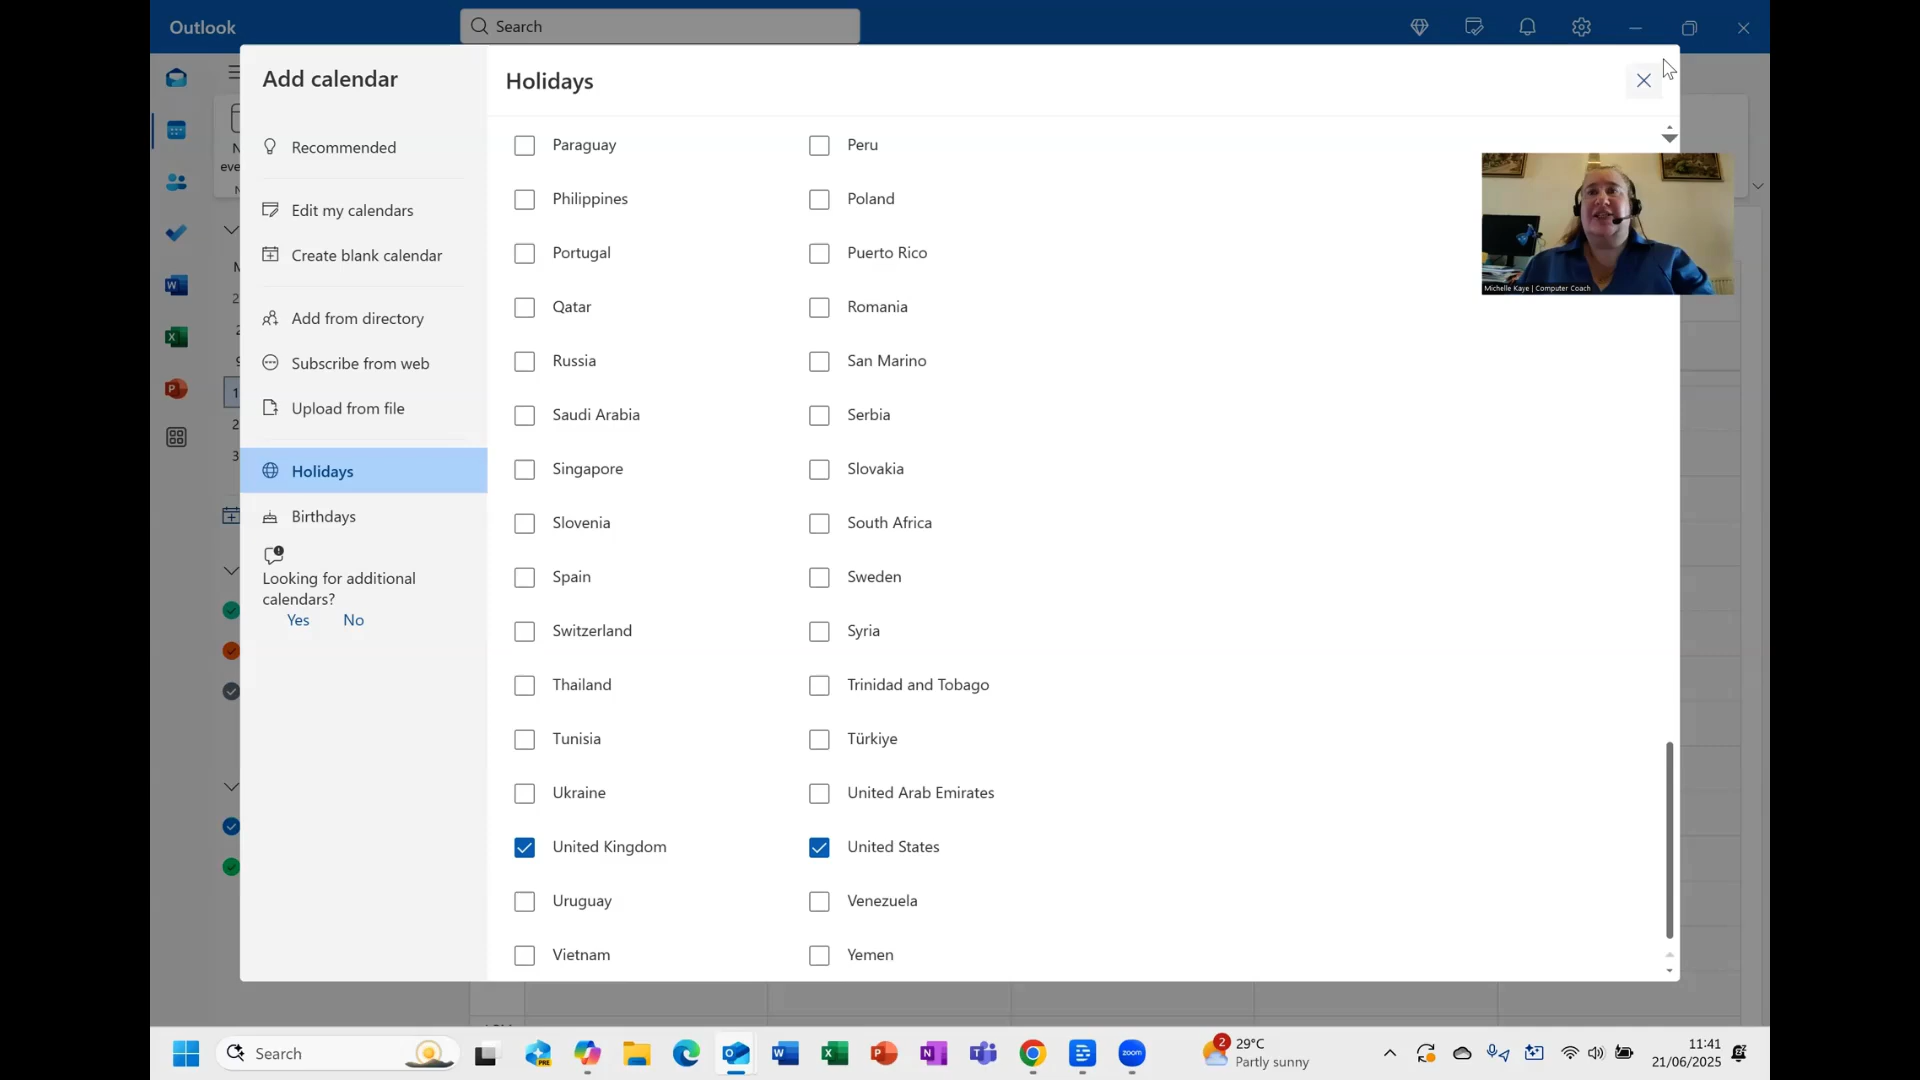 Outlook
Search
Add calendar
Holidays
Recommended
Edit my calendars
Create blank calendar
Add from directory
Subscribe from web
Upload from file
Holidays
Birthdays
Looking for additional
calendars?
Yes No
Paraguay Peru
Philippines Poland
Portugal Puerto Rico
Qatar Romania
Russia San Marino
Saudi Arabia Serbia
Singapore Slovakia
Slovenia South Africa
Spain Sweden
Switzerland Syria
Thailand Trinidad and Tobago
Tunisia Türkiye
Ukraine United Arab Emirates
United Kingdom United States
Uruguay Venezuela
Vietnam Yemen
Michelle Kaye | Computer Coach
Search
PRE
zoom
2
29°C
Partly sunny
11:41
21/06/2025